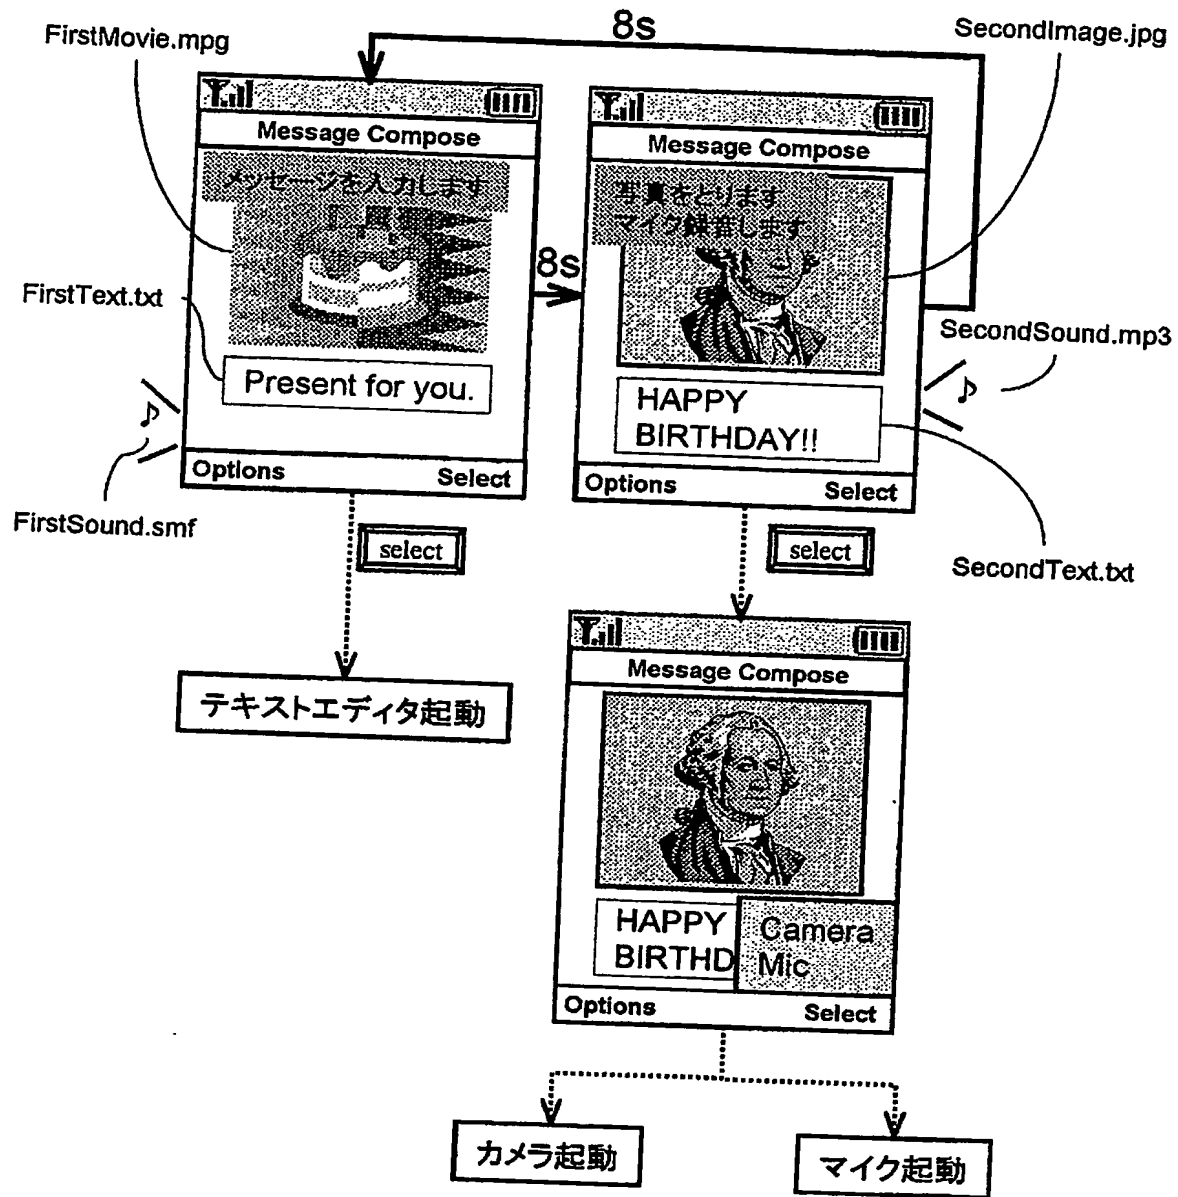 8s
FirstMovie.mpg
SecondImage.jpg
Message Compose
メッセージを入力します
Message Compose
写真をとります
マイク録音します
8s
FirstText.txt
Present for you.
SecondSound.mp3
HAPPY
BIRTHDAY!!
♪
♪
Options
Select
Options
Select
FirstSound.smf
select
select
SecondText.txt
テキストエディタ起動
Message Compose
HAPPY
BIRTHD
Camera
Mic
Options
Select
カメラ起動
マイク起動